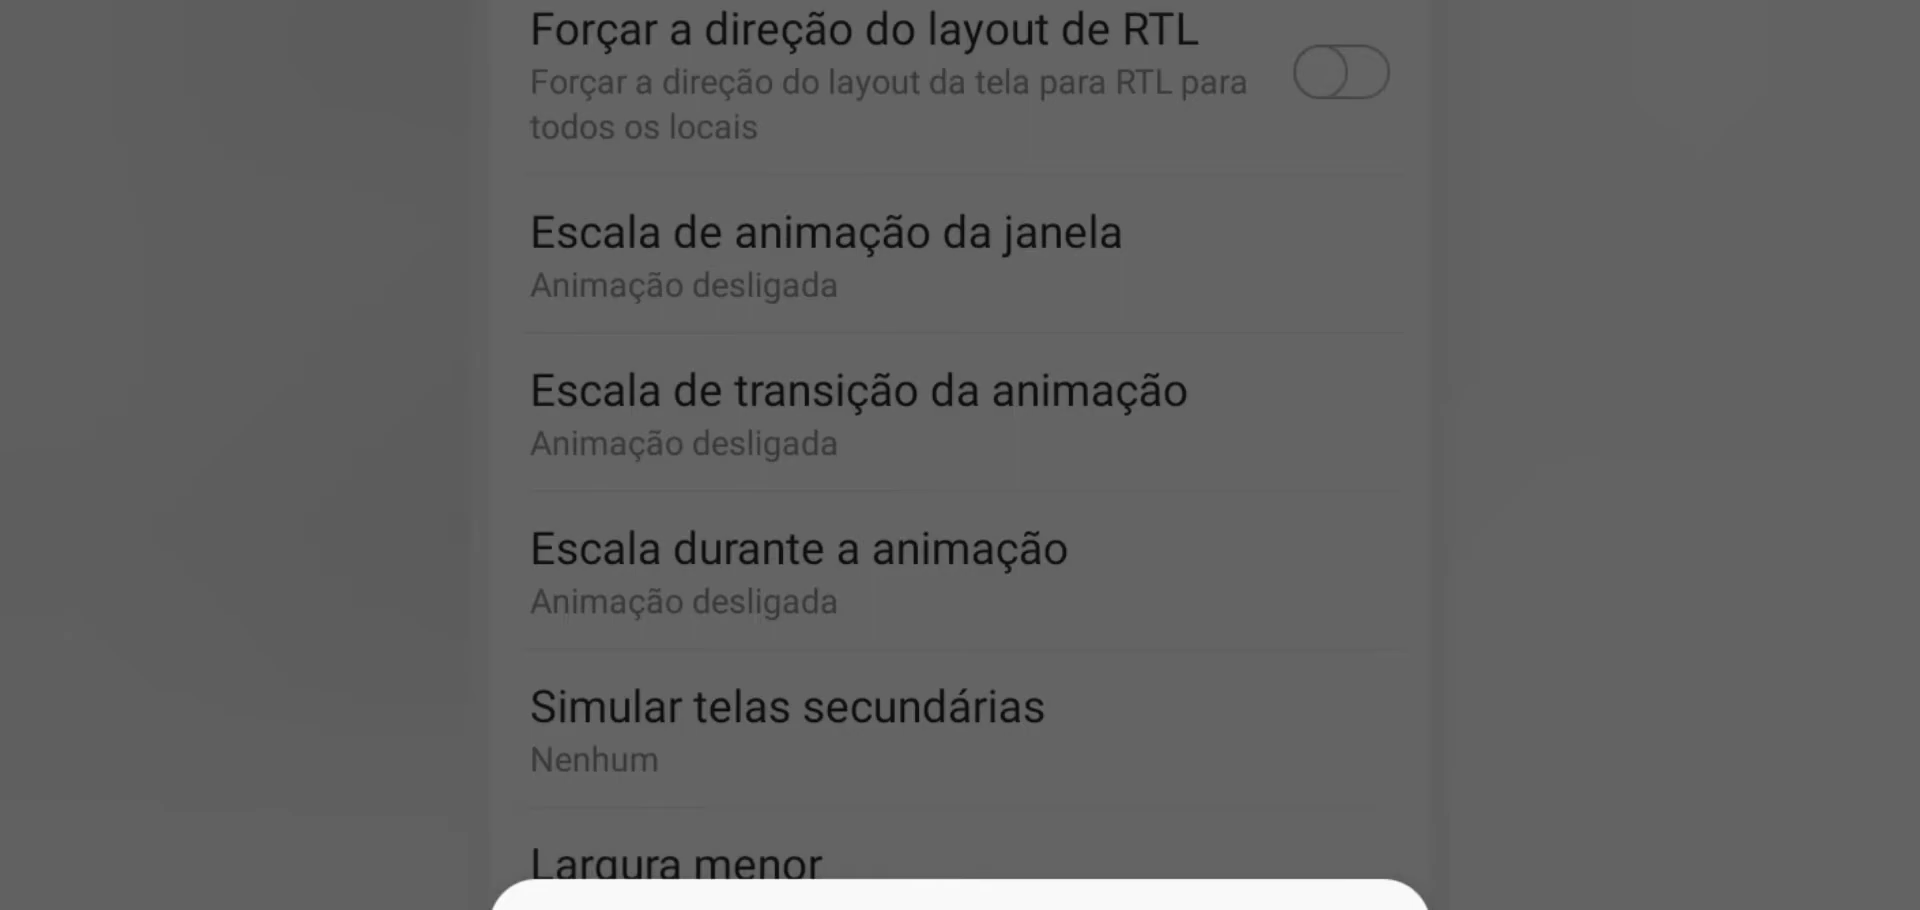 Forçar a direção do layout de RTL
Forçar a direção do layout da tela para RTL para
todos os locais
Escala de animação da janela
Animação desligada
Escala de transição da animação
Animação desligada
Escala durante a animação
Animação desligada
Simular telas secundárias
Nenhum
Largura menor